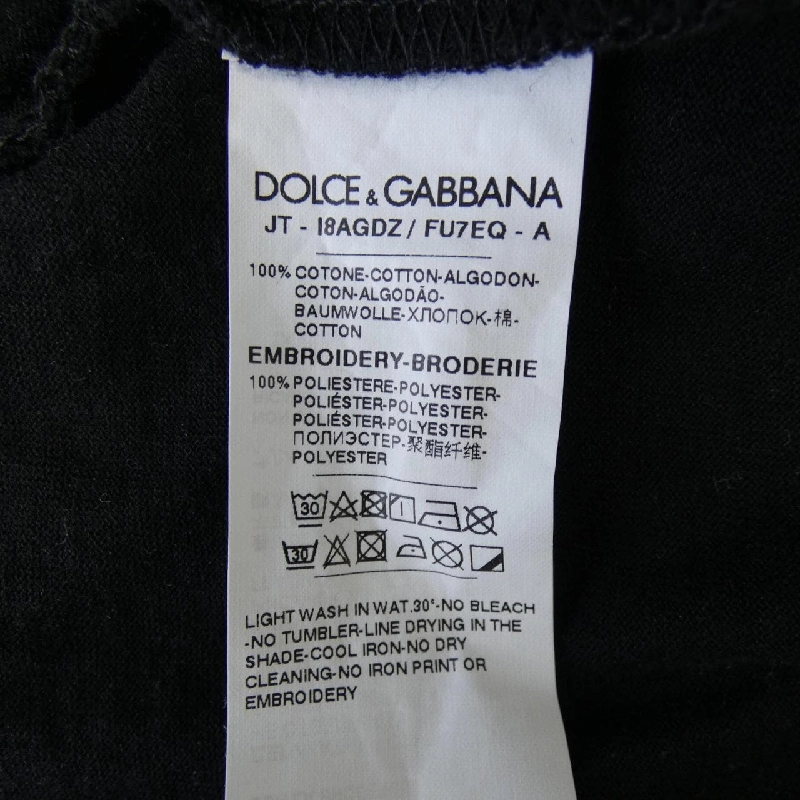 DOLCE & GABBANA
JT - I8AGDZ / FU7EQ - A
100% COTONE-COTTON-ALGODON-
COTON-ALGODÃO-
BAUMWOLLE-ХЛОПОК-棉-
COTTON
EMBROIDERY-BRODERIE
100% POLIESTERE-POLYESTER-
POLIÉSTER-POLYESTER-
POLIÉSTER-POLYESTER-
ПОЛИЭСТЕР-聚酯纤维-
POLYESTER
30
30
LIGHT WASH IN WAT.30°-NO BLEACH
-NO TUMBLER-LINE DRYING IN THE
SHADE-COOL IRON-NO DRY
CLEANING-NO IRON PRINT OR
EMBROIDERY